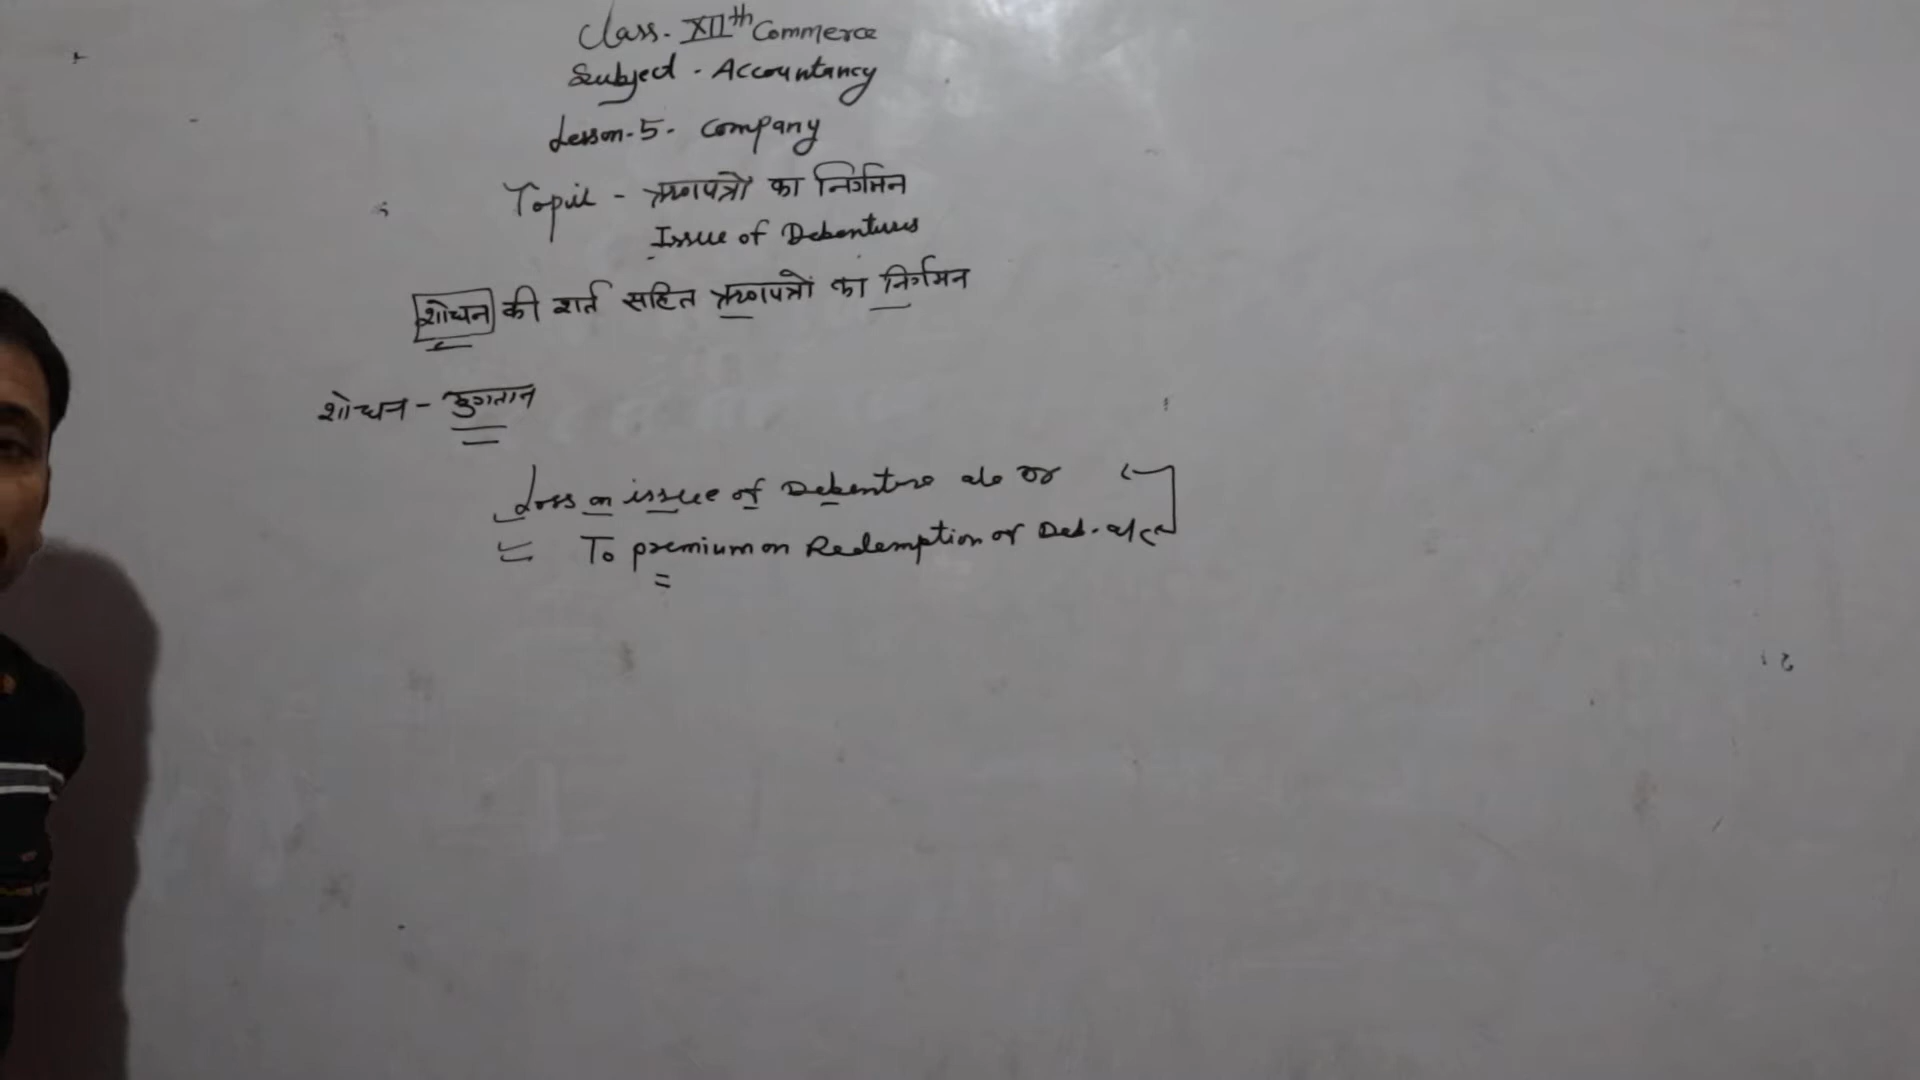 Class- XIIth Commerce
Subject - Accountancy
Lesson-5- Company
Topic - ऋणपत्रों का निर्गमन
Issue of Debentures
शोधन की शर्त सहित ऋणपत्रों का निर्गमन
शोधन - भुगतान
Loss on issue of Debenture a/c Dr
To premium on Redemption of Deb. a/c